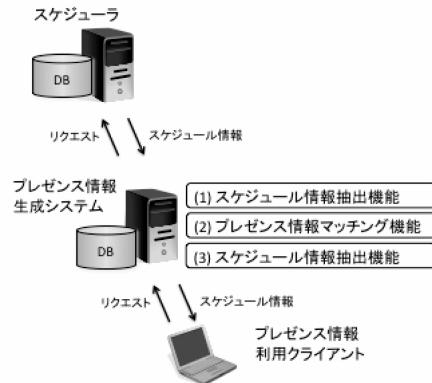 スケジューラ
DB
リクエスト
スケジュール情報
プレゼンス情報
生成システム
DB
(1) スケジュール情報抽出機能
(2) プレゼンス情報マッチング機能
(3) スケジュール情報抽出機能
リクエスト
スケジュール情報
プレゼンス情報
利用クライアント